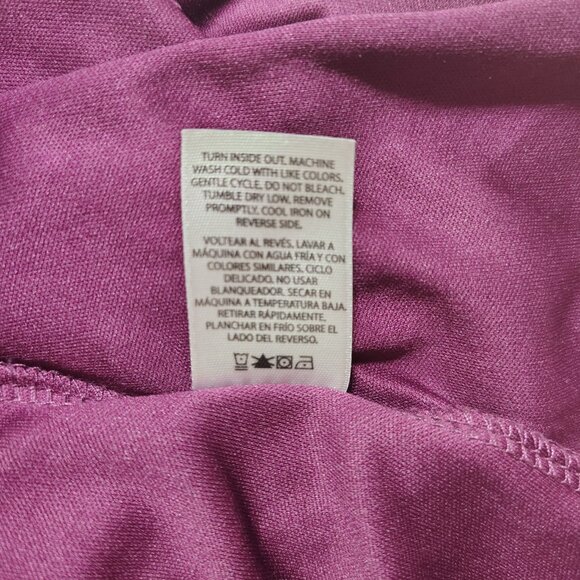 TURN INSIDE OUT. MACHINE
WASH COLD WITH LIKE COLORS.
GENTLE CYCLE. DO NOT BLEACH.
TUMBLE DRY LOW. REMOVE
PROMPTLY. COOL IRON ON
REVERSE SIDE.
VOLTEAR AL REVÉS. LAVAR A
MÁQUINA CON AGUA FRÍA Y CON
COLORES SIMILARES. CICLO
DELICADO. NO USAR
BLANQUEADOR. SECAR EN
MÁQUINA A TEMPERATURA BAJA.
RETIRAR RÁPIDAMENTE.
PLANCHAR EN FRÍO SOBRE EL
LADO DEL REVERSO.